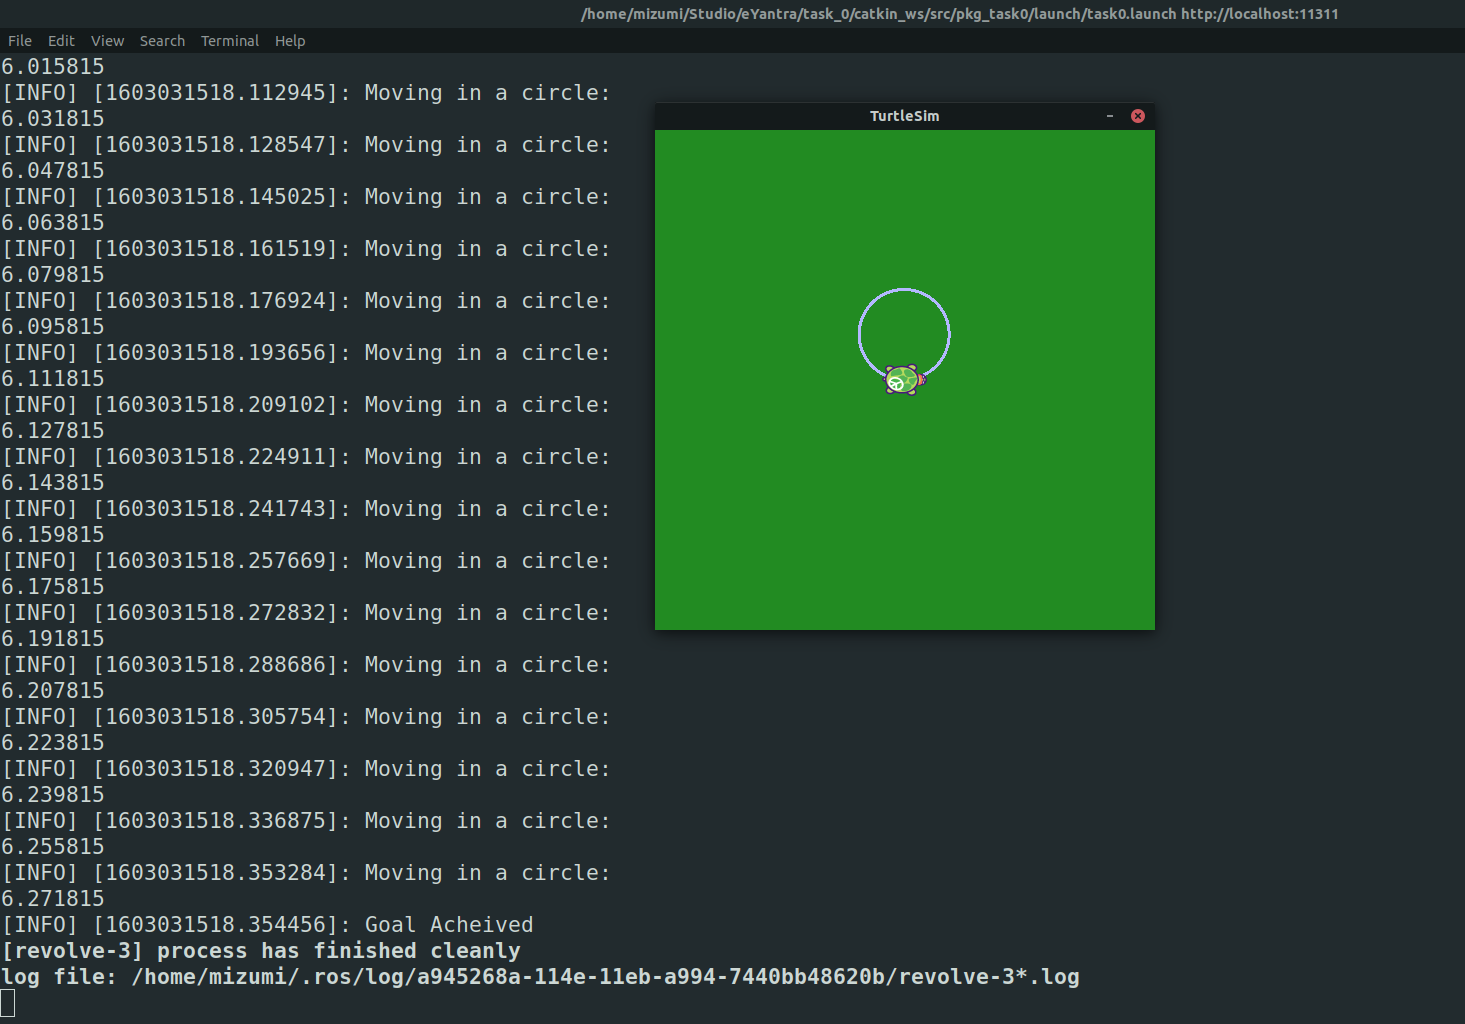 /home/mizumi/Studio/eYantra/task_0/catkin_ws/src/pkg_task0/launch/task0.launch http://localhost:11311
File Edit View Search Terminal Help
6.015815
[INFO] [1603031518.112945]: Moving in a circle:
6.031815
[INFO] [1603031518.128547]: Moving in a circle:
6.047815
[INFO] [1603031518.145025]: Moving in a circle:
6.063815
[INFO] [1603031518.161519]: Moving in a circle:
6.079815
[INFO] [1603031518.176924]: Moving in a circle:
6.095815
[INFO] [1603031518.193656]: Moving in a circle:
6.111815
[INFO] [1603031518.209102]: Moving in a circle:
6.127815
[INFO] [1603031518.224911]: Moving in a circle:
6.143815
[INFO] [1603031518.241743]: Moving in a circle:
6.159815
[INFO] [1603031518.257669]: Moving in a circle:
6.175815
[INFO] [1603031518.272832]: Moving in a circle:
6.191815
[INFO] [1603031518.288686]: Moving in a circle:
6.207815
[INFO] [1603031518.305754]: Moving in a circle:
6.223815
[INFO] [1603031518.320947]: Moving in a circle:
6.239815
[INFO] [1603031518.336875]: Moving in a circle:
6.255815
[INFO] [1603031518.353284]: Moving in a circle:
6.271815
[INFO] [1603031518.354456]: Goal Acheived
[revolve-3] process has finished cleanly
log file: /home/mizumi/.ros/log/a945268a-114e-11eb-a994-7440bb48620b/revolve-3*.log
TurtleSim